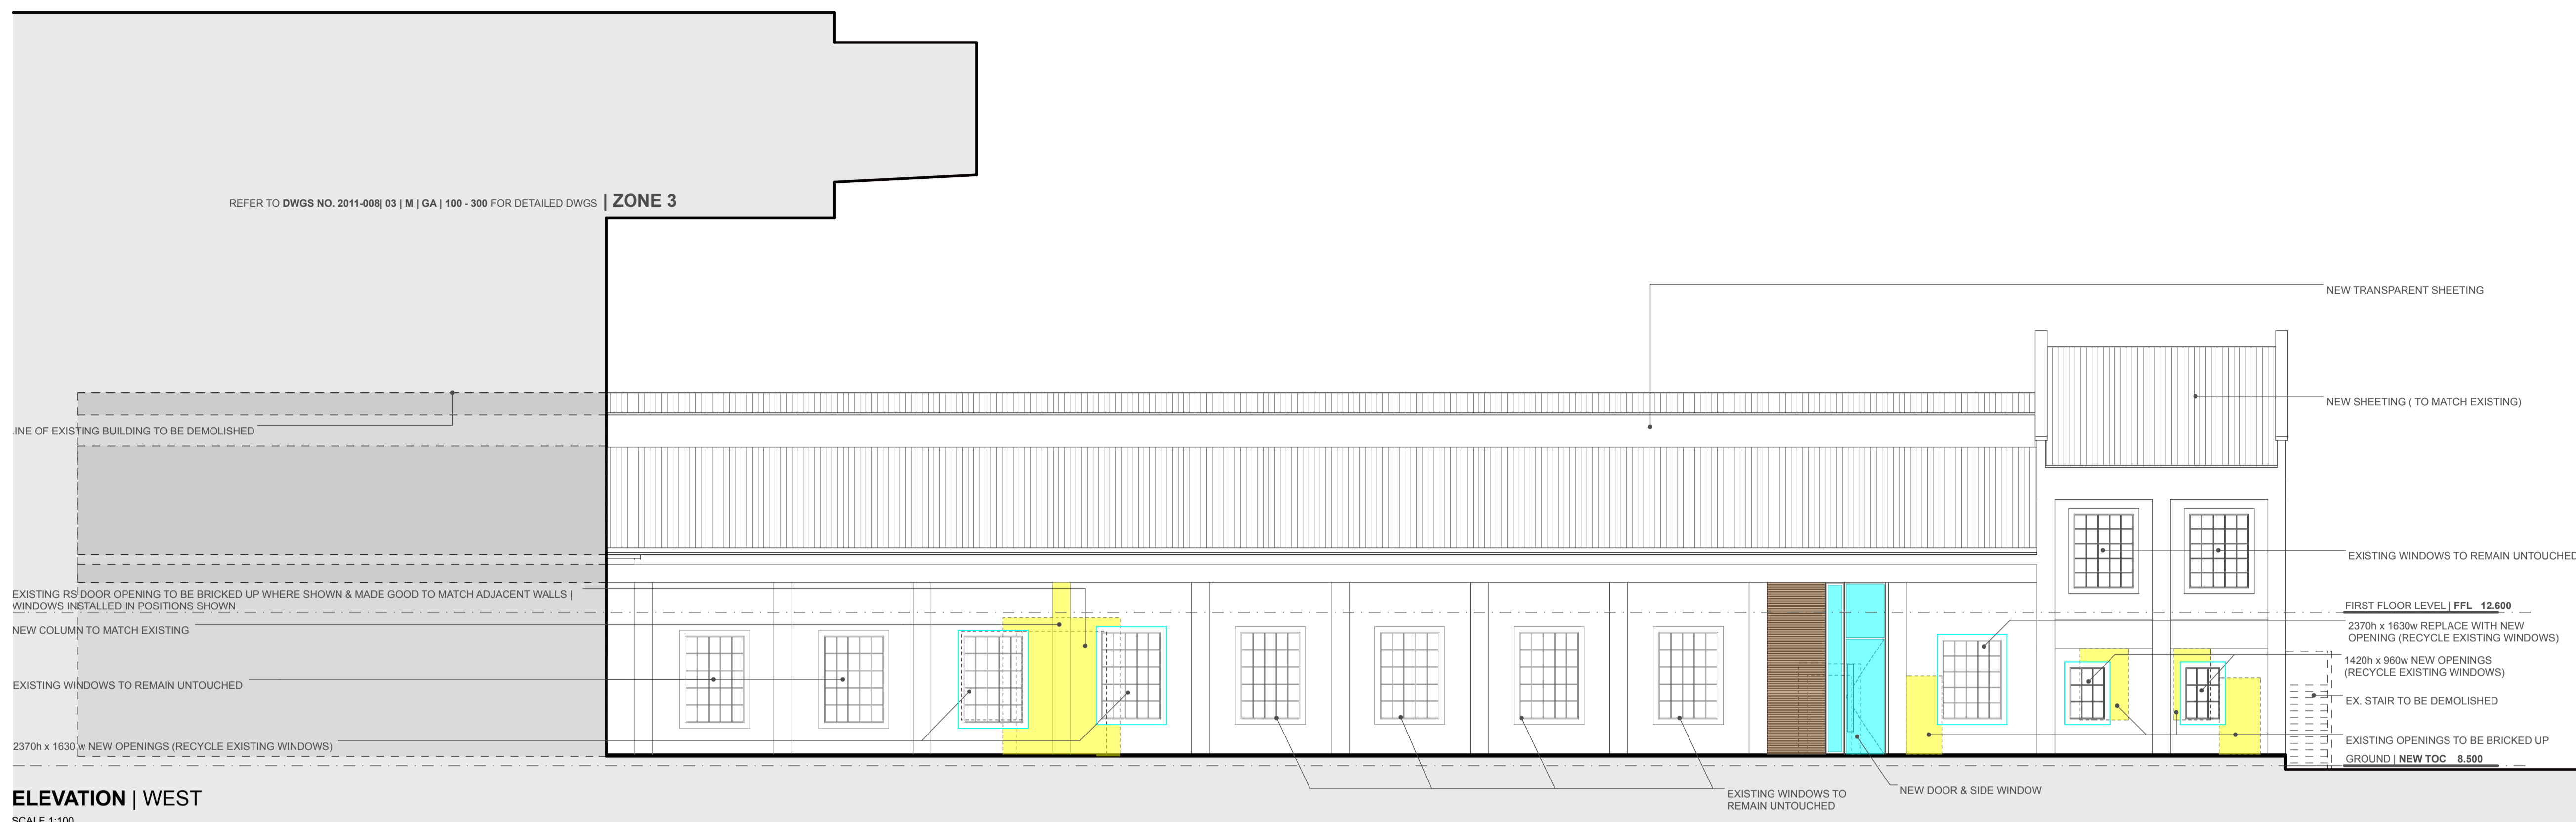 REFER TO DWGS NO. 2011-008| 03 | M | GA | 100 - 300 FOR DETAILED DWGS | ZONE 3
NEW TRANSPARENT SHEETING
NEW SHEETING ( TO MATCH EXISTING)
LINE OF EXISTING BUILDING TO BE DEMOLISHED
EXISTING WINDOWS TO REMAIN UNTOUCHED
EXISTING RS DOOR OPENING TO BE BRICKED UP WHERE SHOWN & MADE GOOD TO MATCH ADJACENT WALLS |
WINDOWS INSTALLED IN POSITIONS SHOWN
FIRST FLOOR LEVEL | FFL 12.600
NEW COLUMN TO MATCH EXISTING
2370h x 1630w REPLACE WITH NEW
OPENING (RECYCLE EXISTING WINDOWS)
1420h x 960w NEW OPENINGS
(RECYCLE EXISTING WINDOWS)
EXISTING WINDOWS TO REMAIN UNTOUCHED
EX. STAIR TO BE DEMOLISHED
2370h x 1630 w NEW OPENINGS (RECYCLE EXISTING WINDOWS)
EXISTING OPENINGS TO BE BRICKED UP
GROUND | NEW TOC 8.500
EXISTING WINDOWS TO
REMAIN UNTOUCHED
NEW DOOR & SIDE WINDOW
ELEVATION | WEST
SCALE 1:100